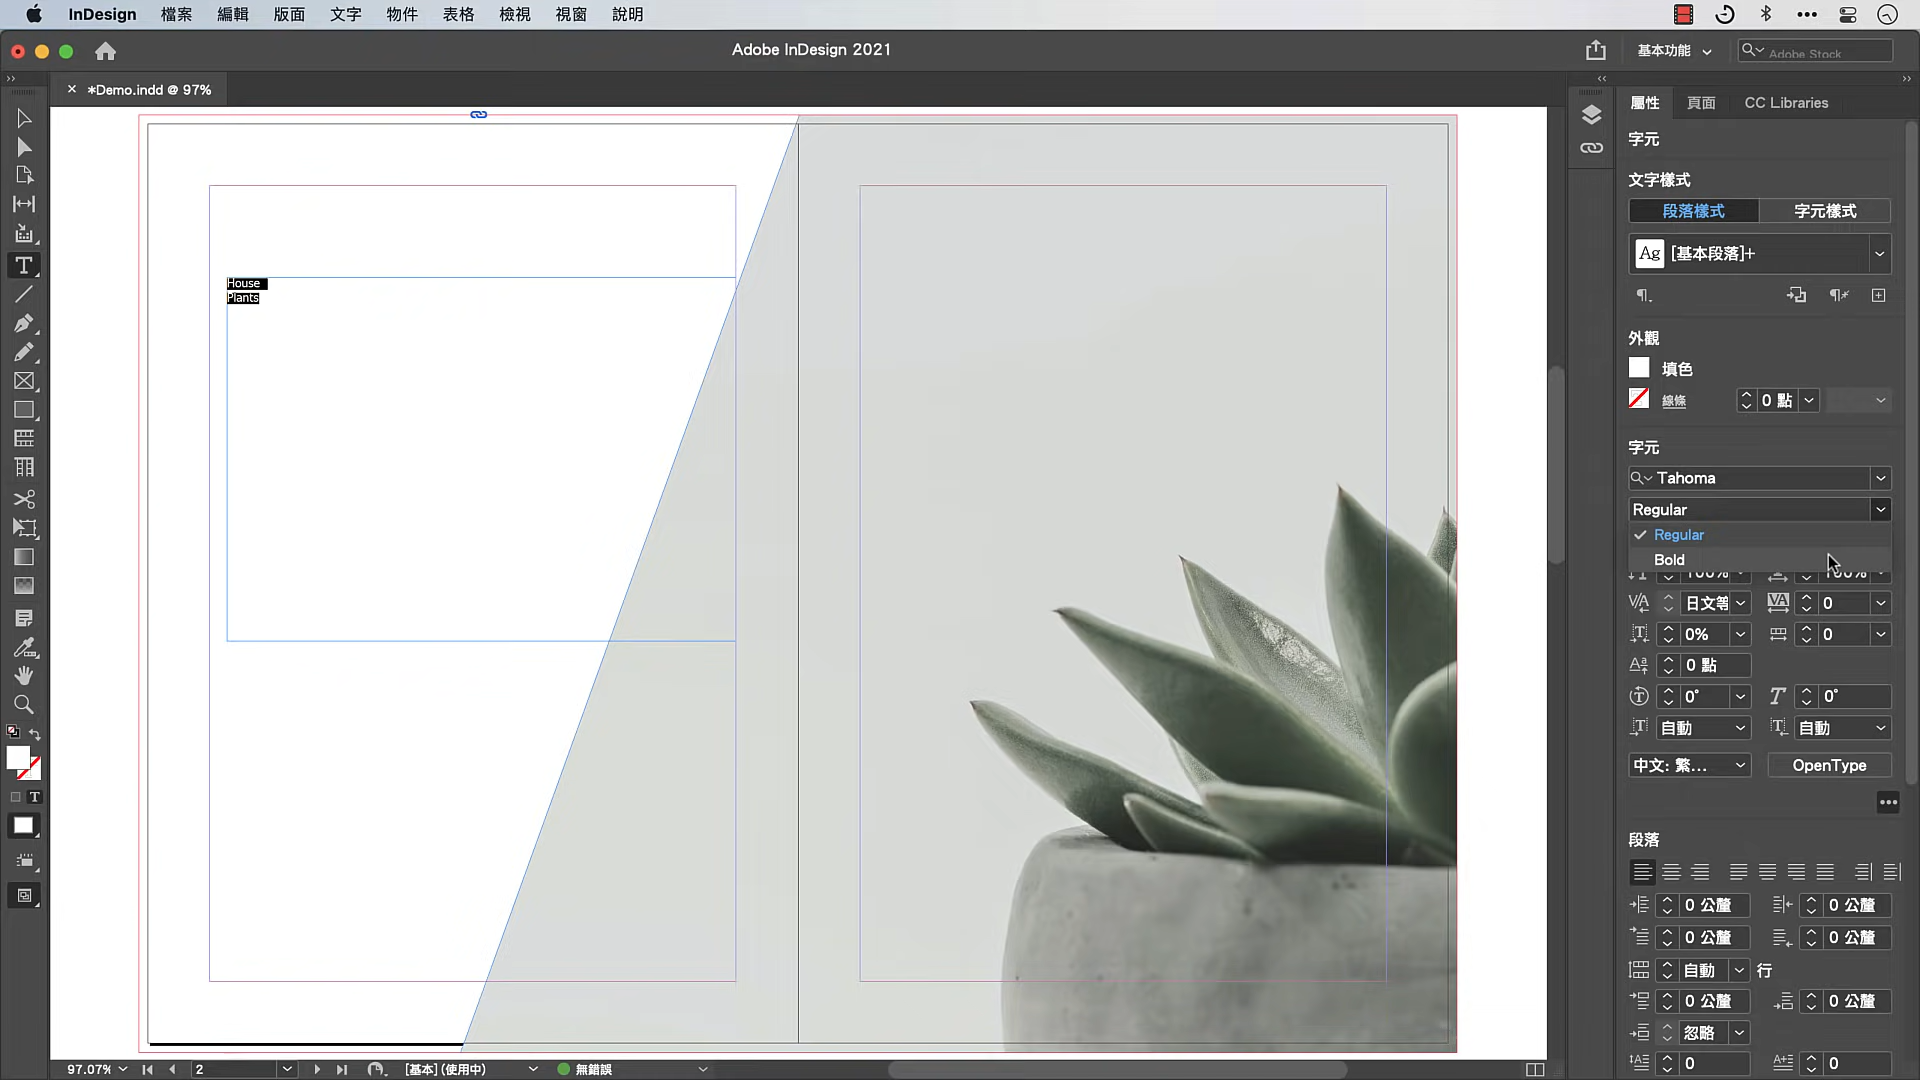 InDesign 檔案 編輯 版面 文字 物件 表格 檢視 視窗 說明
Adobe InDesign 2021
基本功能
Adobe Stock
*Demo.indd @ 97%
屬性 頁面 CC Libraries
字元
文字樣式
段落樣式 字元樣式
Ag [基本段落]+
外觀
填色
線條 0 點
字元
Tahoma
Regular
Regular
Bold
100% 100%
日文等 0
0% 0
0 點
0° 0°
自動 自動
中文: 繁... OpenType
段落
0 公釐 0 公釐
0 公釐 0 公釐
自動 行
0 公釐 0 公釐
忽略
0 0
House
Plants
97.07% 2 [基本] (使用中) 無錯誤